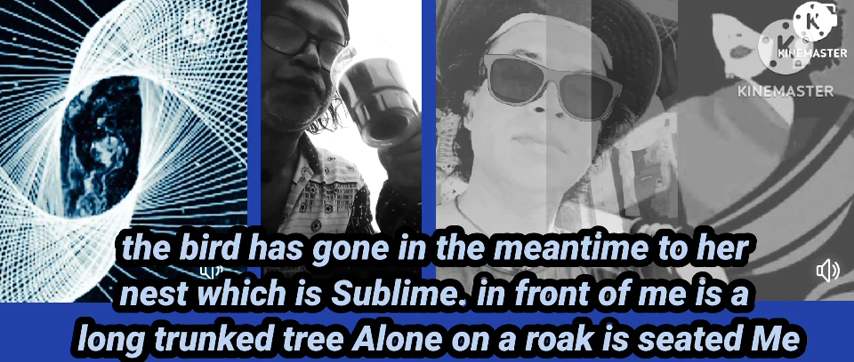 KINEMASTER
KINEMASTER
the bird has gone in the meantime to her
nest which is Sublime. in front of me is a
long trunked tree Alone on a roak is seated Me